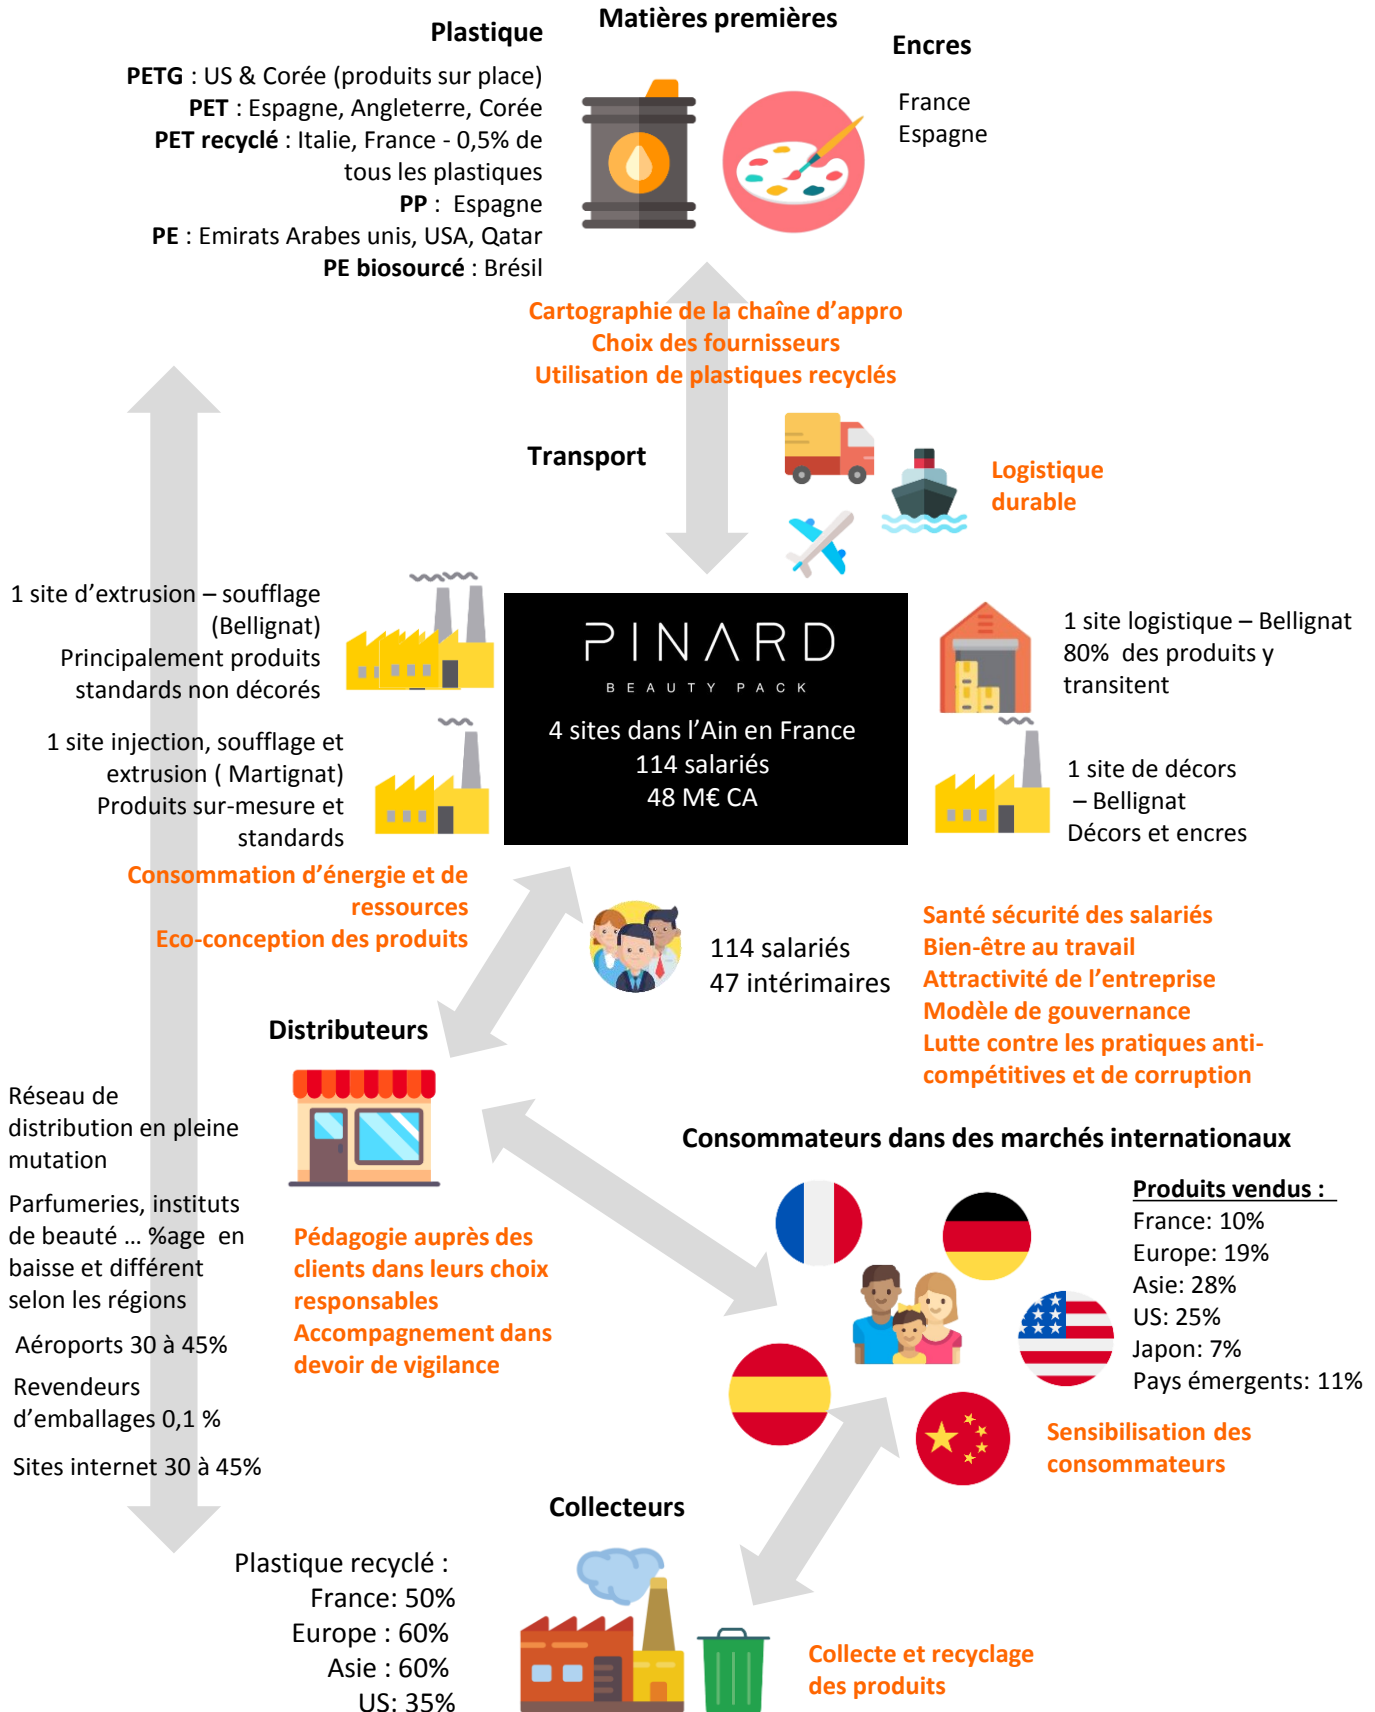 Matières premières
Plastique
PETG : US & Corée (produits sur place)
PET : Espagne, Angleterre, Corée
PET recyclé : Italie, France - 0,5% de
tous les plastiques
PP : Espagne
PE : Emirats Arabes unis, USA, Qatar
PE biosourcé : Brésil
Encres
France
Espagne
Cartographie de la chaîne d'appro
Choix des fournisseurs
Utilisation de plastiques recyclés
Transport
Logistique
durable
1 site d'extrusion – soufflage
(Bellignat)
Principalement produits
standards non décorés
1 site injection, soufflage et
extrusion ( Martignat)
Produits sur-mesure et
standards
Consommation d'énergie et de
ressources
Eco-conception des produits
PINARD
BEAUTY PACK
4 sites dans l'Ain en France
114 salariés
48 M€ CA
1 site logistique – Bellignat
80% des produits y
transitent
1 site de décors
– Bellignat
Décors et encres
114 salariés
47 intérimaires
Santé sécurité des salariés
Bien-être au travail
Attractivité de l'entreprise
Modèle de gouvernance
Lutte contre les pratiques anti-
compétitives et de corruption
Distributeurs
Réseau de
distribution en pleine
mutation
Parfumeries, instituts
de beauté ... %age en
baisse et différent
selon les régions
Aéroports 30 à 45%
Revendeurs
d'emballages 0,1 %
Sites internet 30 à 45%
Pédagogie auprès des
clients dans leurs choix
responsables
Accompagnement dans
devoir de vigilance
Consommateurs dans des marchés internationaux
Produits vendus :
France: 10%
Europe: 19%
Asie: 28%
US: 25%
Japon: 7%
Pays émergents: 11%
Sensibilisation des
consommateurs
Collecteurs
Plastique recyclé :
France: 50%
Europe : 60%
Asie : 60%
US: 35%
Collecte et recyclage
des produits